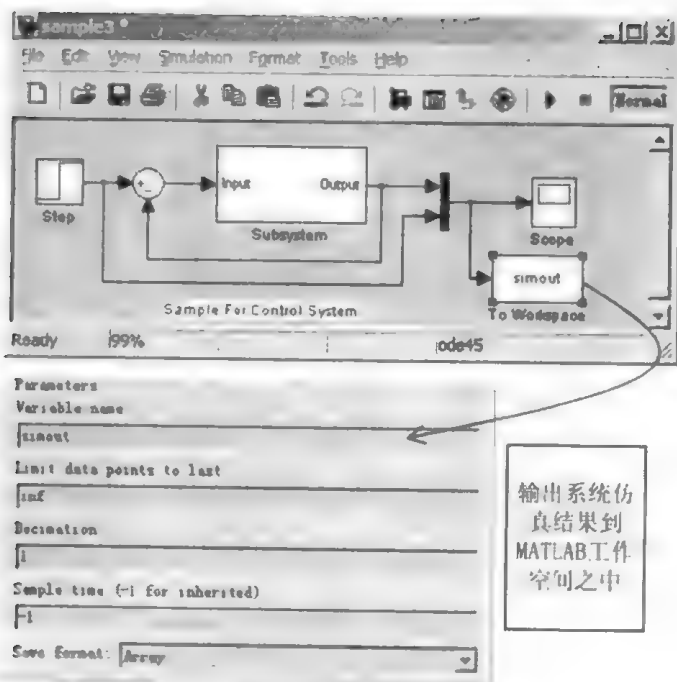 sample3 *
File Edit View Simulation Format Tools Help
Normal
Step
+
-
Input Output
Subsystem
Scope
simout
To Workspace
Sample For Control System
Ready 99% ode45
Parameters
Variable name
simout
Limit data points to last
inf
Decimation
1
Sample time (-1 for inherited)
-1
Save format: Array
输出系统仿
真结果到
MATLAB工作
空间之中